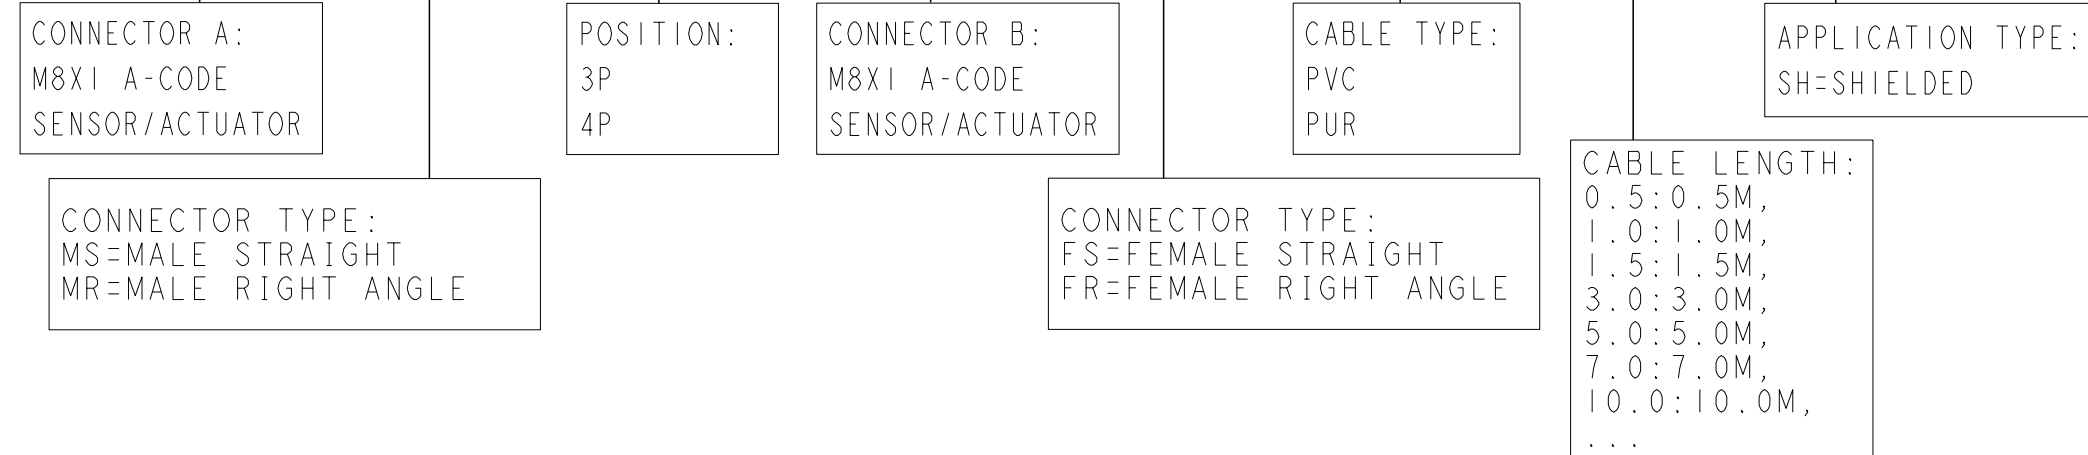 CONNECTOR A:
M8X1 A-CODE
SENSOR/ACTUATOR
CONNECTOR TYPE:
MS=MALE STRAIGHT
MR=MALE RIGHT ANGLE
POSITION:
3P
4P
CONNECTOR B:
M8X1 A-CODE
SENSOR/ACTUATOR
CONNECTOR TYPE:
FS=FEMALE STRAIGHT
FR=FEMALE RIGHT ANGLE
CABLE TYPE:
PVC
PUR
CABLE LENGTH:
0.5:0.5M,
1.0:1.0M,
1.5:1.5M,
3.0:3.0M,
5.0:5.0M,
7.0:7.0M,
10.0:10.0M,
...
APPLICATION TYPE:
SH=SHIELDED